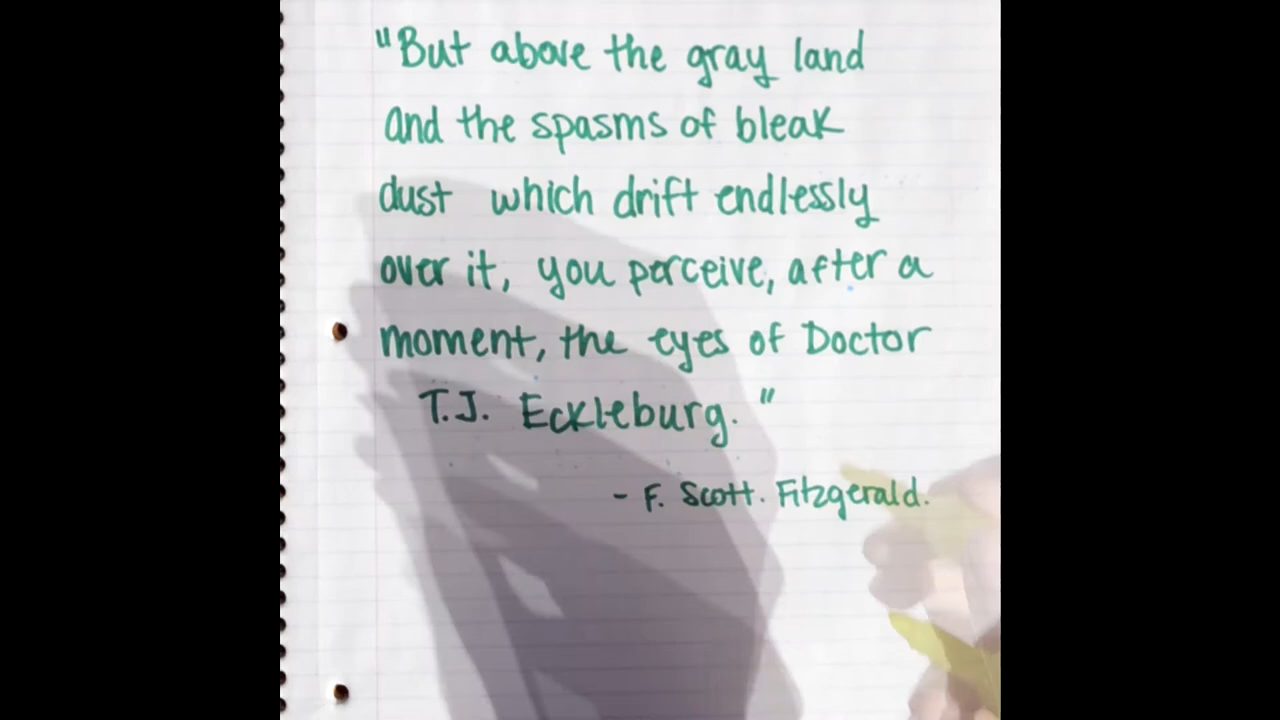 "But above the gray land
and the spasms of bleak
dust which drift endlessly
over it, you perceive, after a
moment, the eyes of Doctor
T.J. Eckleburg."
- F. Scott. Fitzgerald.